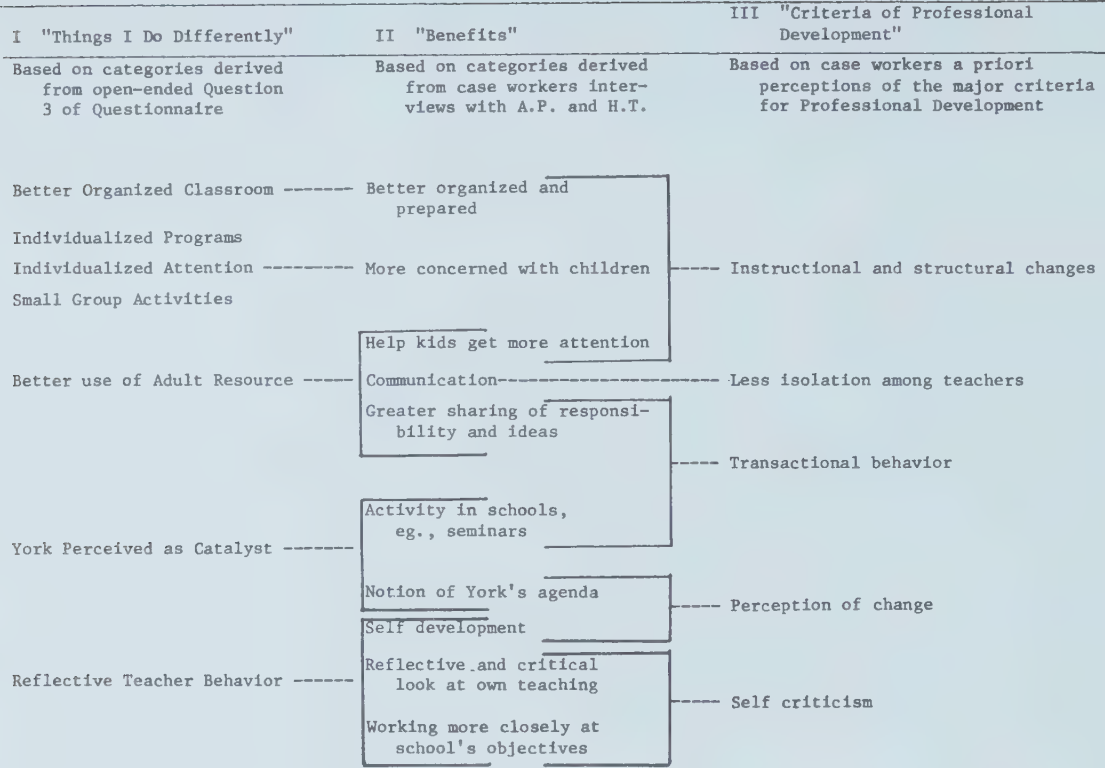 I "Things I Do Differently"
II "Benefits"
III "Criteria of Professional
Development"
Based on categories derived
from open-ended Question
3 of Questionnaire
Based on categories derived
from case workers inter-
views with A.P. and H.T.
Based on case workers a priori
perceptions of the major criteria
for Professional Development
Better Organized Classroom ------- Better organized and
prepared
Individualized Programs
Individualized Attention ---------- More concerned with children
----- Instructional and structural changes
Small Group Activities
Help kids get more attention
Better use of Adult Resource -----
Communication-------------------------- Less isolation among teachers
Greater sharing of responsi-
bility and ideas
----- Transactional behavior
Activity in schools,
eg., seminars
York Perceived as Catalyst -------
Notion of York's agenda
----- Perception of change
Self development
Reflective and critical
look at own teaching
Reflective Teacher Behavior ------
----- Self criticism
Working more closely at
school's objectives